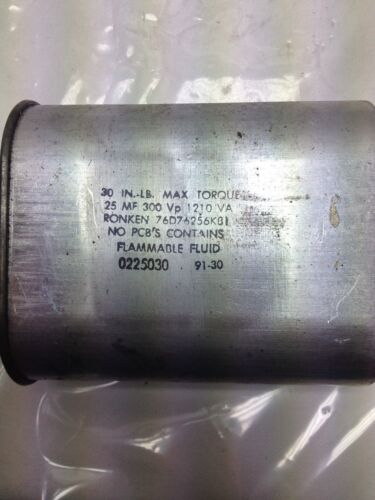 30 IN.-LB. MAX TORQUE
25 MF 300 Vp 1210 VA
RONKEN 76D76256KB1
NO PCB'S CONTAINS
FLAMMABLE FLUID
0225030 . 91-30